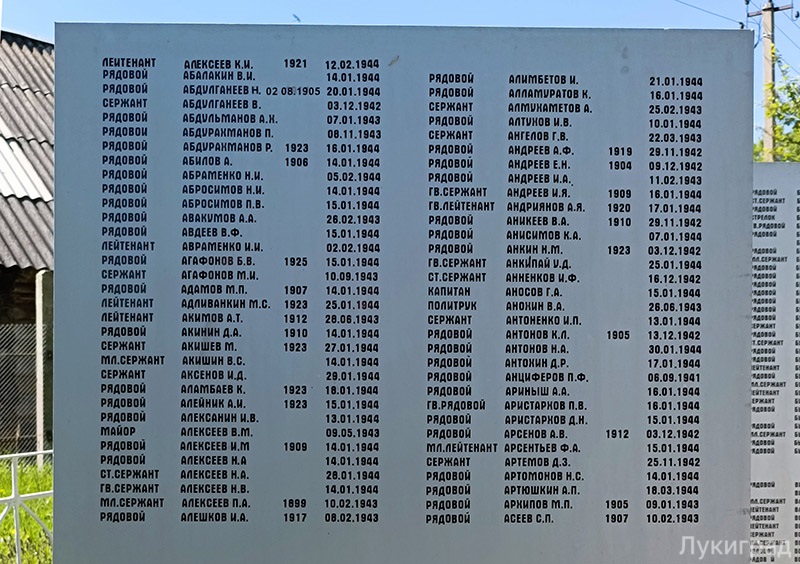 ЛЕЙТЕНАНТ АЛЕКСЕЕВ К.И. 1921 12.02.1944
РЯДОВОЙ АБАЛАКИН В.И. 14.01.1944
РЯДОВОЙ АБДУЛГАНЕЕВ Н. 02 08.1905 20.01.1944
СЕРЖАНТ АБДУЛГАНЕЕВ В. 03.12.1942
РЯДОВОЙ АБДУЛЬМАНОВ А.Х. 07.01.1943
РЯДОВОЙ АБДУРАХМАНОВ П. 08.11.1943
РЯДОВОЙ АБДУРАХМАНОВ Р. 1923 16.01.1944
РЯДОВОЙ АБИЛОВ А. 1906 14.01.1944
РЯДОВОЙ АБРАМЕНКО Н.И. 05.02.1944
РЯДОВОЙ АБРОСИМОВ Н.И. 14.01.1944
РЯДОВОЙ АБРОСИМОВ П.В. 15.01.1944
РЯДОВОЙ АВАКУМОВ А.А. 26.02.1943
РЯДОВОЙ АВДЕЕВ В.Ф. 15.01.1944
ЛЕЙТЕНАНТ АВРАМЕНКО И.И. 02.02.1944
РЯДОВОЙ АГАФОНОВ Б.В. 1925 15.01.1944
СЕРЖАНТ АГАФОНОВ М.И. 10.09.1943
РЯДОВОЙ АДАМОВ М.П. 1907 14.01.1944
ЛЕЙТЕНАНТ АДЛИВАНКИН М.С. 1923 25.01.1944
ЛЕЙТЕНАНТ АКИМОВ А.Т. 1912 28.06.1943
РЯДОВОЙ АКИНИН Д.А. 1910 14.01.1944
СЕРЖАНТ АКИШЕВ М. 1923 27.01.1944
МЛ.СЕРЖАНТ АКИШИН В.С. 14.01.1944
СЕРЖАНТ АКСЕНОВ И.Д. 29.01.1944
РЯДОВОЙ АЛАМБАЕВ К. 1923 18.01.1944
РЯДОВОЙ АЛЕЙНИК А.И. 1923 15.01.1944
РЯДОВОЙ АЛЕКСАНИН И.В. 13.01.1944
МАЙОР АЛЕКСЕЕВ В.М. 09.05.1943
РЯДОВОЙ АЛЕКСЕЕВ И.М 1909 14.01.1944
РЯДОВОЙ АЛЕКСЕЕВ Н.А 14.01.1944
СТ.СЕРЖАНТ АЛЕКСЕЕВ Н.А. 28.01.1944
ГВ.СЕРЖАНТ АЛЕКСЕЕВ Н.В. 14.01.1944
МЛ.СЕРЖАНТ АЛЕКСЕЕВ П.А. 1899 10.02.1943
РЯДОВОЙ АЛЕШКОВ И.А. 1917 08.02.1943
РЯДОВОЙ АЛИМБЕТОВ И. 21.01.1944
РЯДОВОЙ АЛЛАМУРАТОВ К. 16.01.1944
СЕРЖАНТ АЛМУХАМЕТОВ А. 25.02.1943
РЯДОВОЙ АЛТУХОВ И.В. 10.01.1944
СЕРЖАНТ АНГЕЛОВ Г.В. 22.03.1943
РЯДОВОЙ АНДРЕЕВ А.Ф. 1919 29.11.1942
РЯДОВОЙ АНДРЕЕВ Е.Н. 1904 09.12.1942
РЯДОВОЙ АНДРЕЕВ И.А. 11.02.1943
ГВ.СЕРЖАНТ АНДРЕЕВ И.Я. 1909 16.01.1944
ГВ.ЛЕЙТЕНАНТ АНДРИЯНОВ А.Я. 1920 17.01.1944
РЯДОВОЙ АНИКЕЕВ В.А. 1910 29.11.1942
РЯДОВОЙ АНИСИМОВ К.А. 07.01.1944
РЯДОВОЙ АНКИН Н.М. 1923 03.12.1942
ГВ.СЕРЖАНТ АНКИПАЙ У.Д. 25.01.1944
СТ.СЕРЖАНТ АННЕНКОВ И.Ф. 16.12.1942
КАПИТАН АНОСОВ Г.А. 15.01.1944
ПОЛИТРУК АНОХИН В.А. 26.06.1943
СЕРЖАНТ АНТОНЕНКО И.П. 13.01.1944
РЯДОВОЙ АНТОНОВ К.Л. 1905 13.12.1942
РЯДОВОЙ АНТОНОВ Н.А. 30.01.1944
РЯДОВОЙ АНТОХИН Д.Р. 17.01.1944
РЯДОВОЙ АНЦИФЕРОВ П.Ф. 06.09.1941
РЯДОВОЙ АРИНЫШ А.А. 16.01.1944
ГВ.РЯДОВОЙ АРИСТАРХОВ П.В. 16.01.1944
РЯДОВОЙ АРИСТАРХОВ Д.Н. 15.01.1944
РЯДОВОЙ АРСЕНОВ А.В. 1912 03.12.1942
МЛ.ЛЕЙТЕНАНТ АРСЕНТЬЕВ Ф.А. 15.01.1944
СЕРЖАНТ АРТЕМОВ Д.З. 25.11.1942
РЯДОВОЙ АРТОМОНОВ Н.С. 14.01.1944
РЯДОВОЙ АРТЮШКИН А.П. 18.03.1944
РЯДОВОЙ АРХИПОВ М.П. 1905 09.01.1943
РЯДОВОЙ АСЕЕВ С.П. 1907 10.02.1943
Лукиград